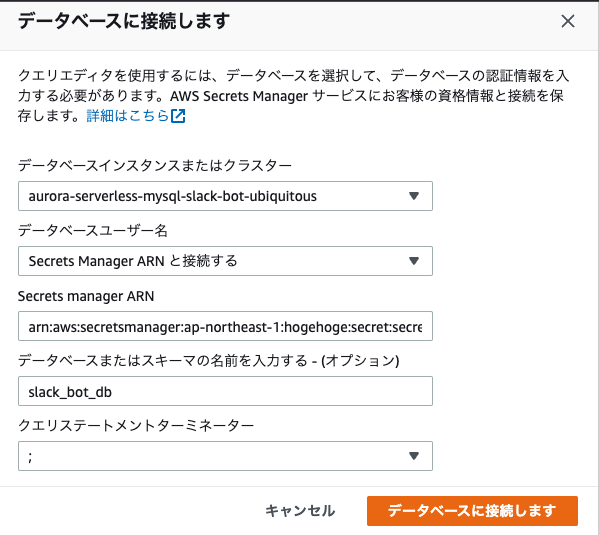 データベースに接続します
クエリエディタを使用するには、データベースを選択して、データベースの認証情報を入
力する必要があります。AWS Secrets Manager サービスにお客様の資格情報と接続を保
存します。詳細はこちら
データベースインスタンスまたはクラスター
aurora-serverless-mysql-slack-bot-ubiquitous
データベースユーザー名
Secrets Manager ARN と接続する
Secrets manager ARN
arn:aws:secretsmanager:ap-northeast-1:hogehoge:secret:secre
データベースまたはスキーマの名前を入力する - (オプション)
slack_bot_db
クエリステートメントターミネーター
;
キャンセル
データベースに接続します